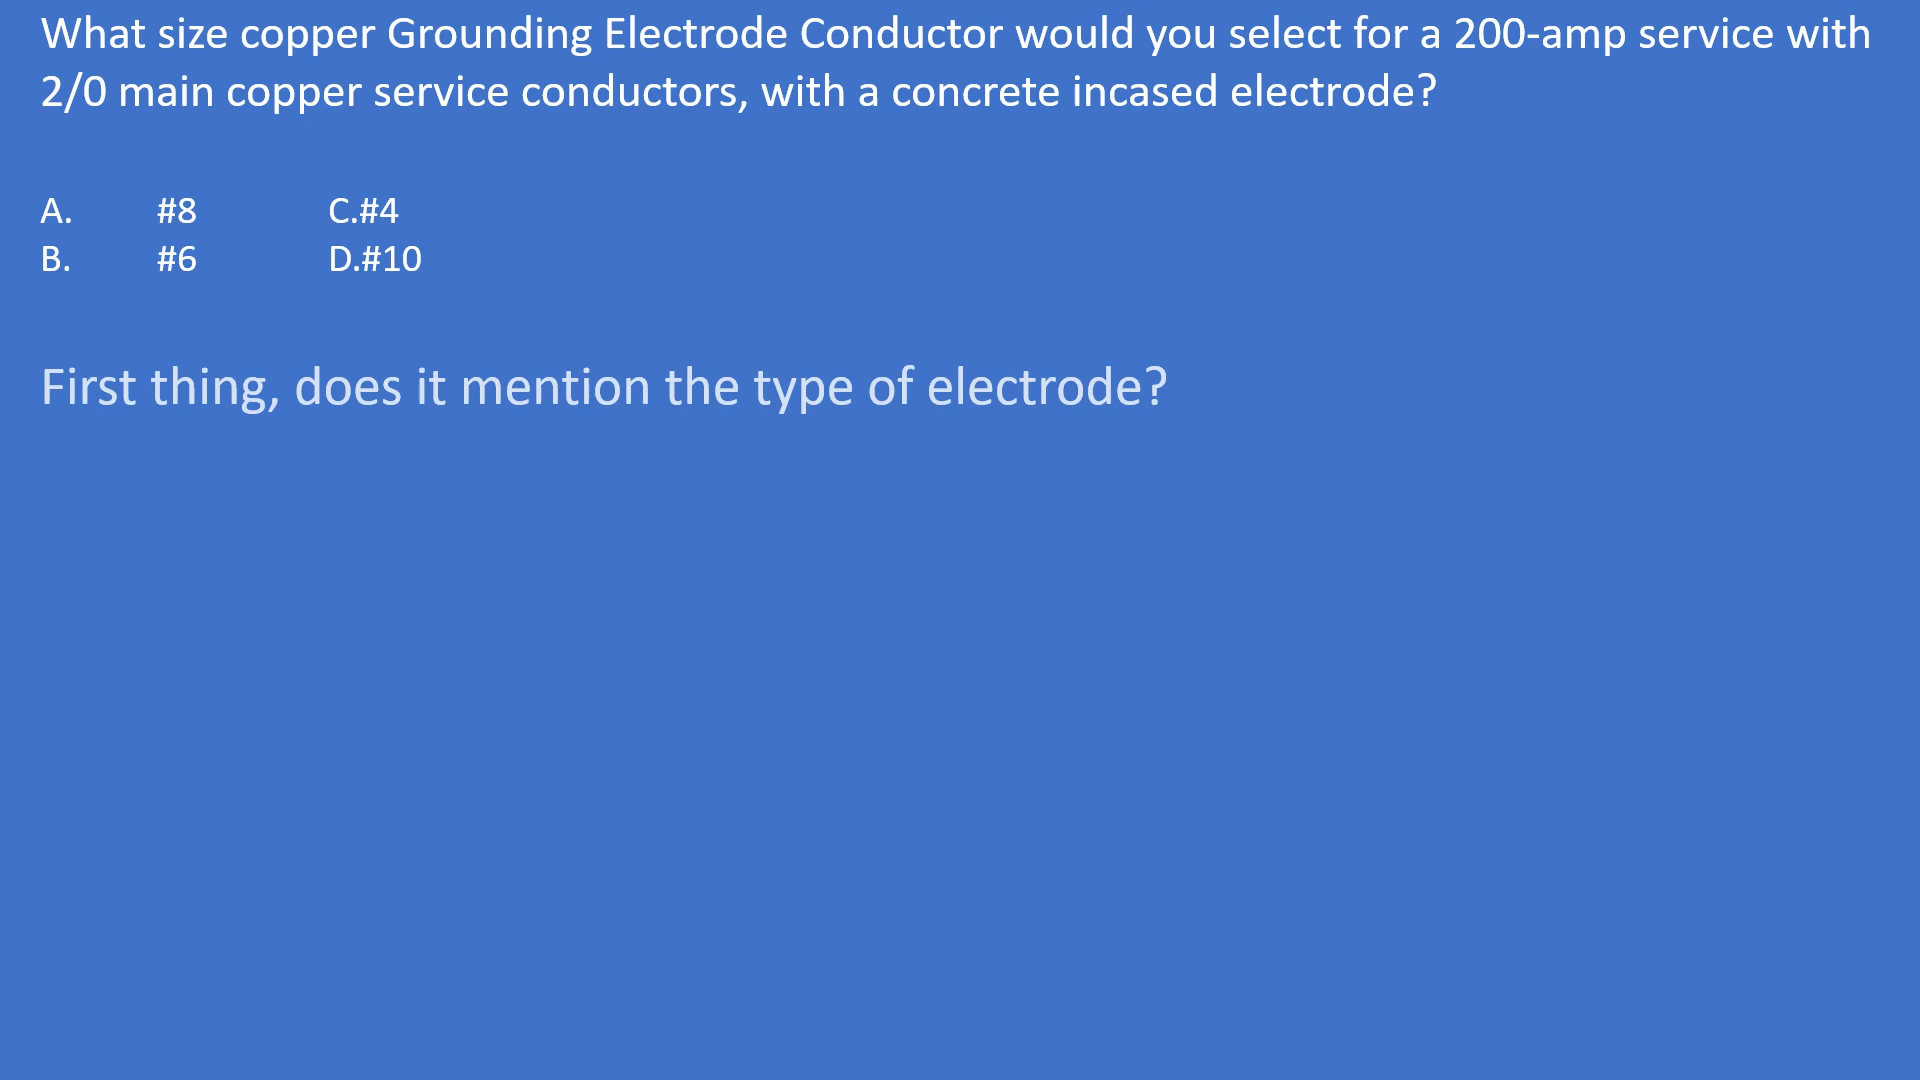 What size copper Grounding Electrode Conductor would you select for a 200-amp service with
2/0 main copper service conductors, with a concrete incased electrode?
A. #8 C.#4
B. #6 D.#10
First thing, does it mention the type of electrode?